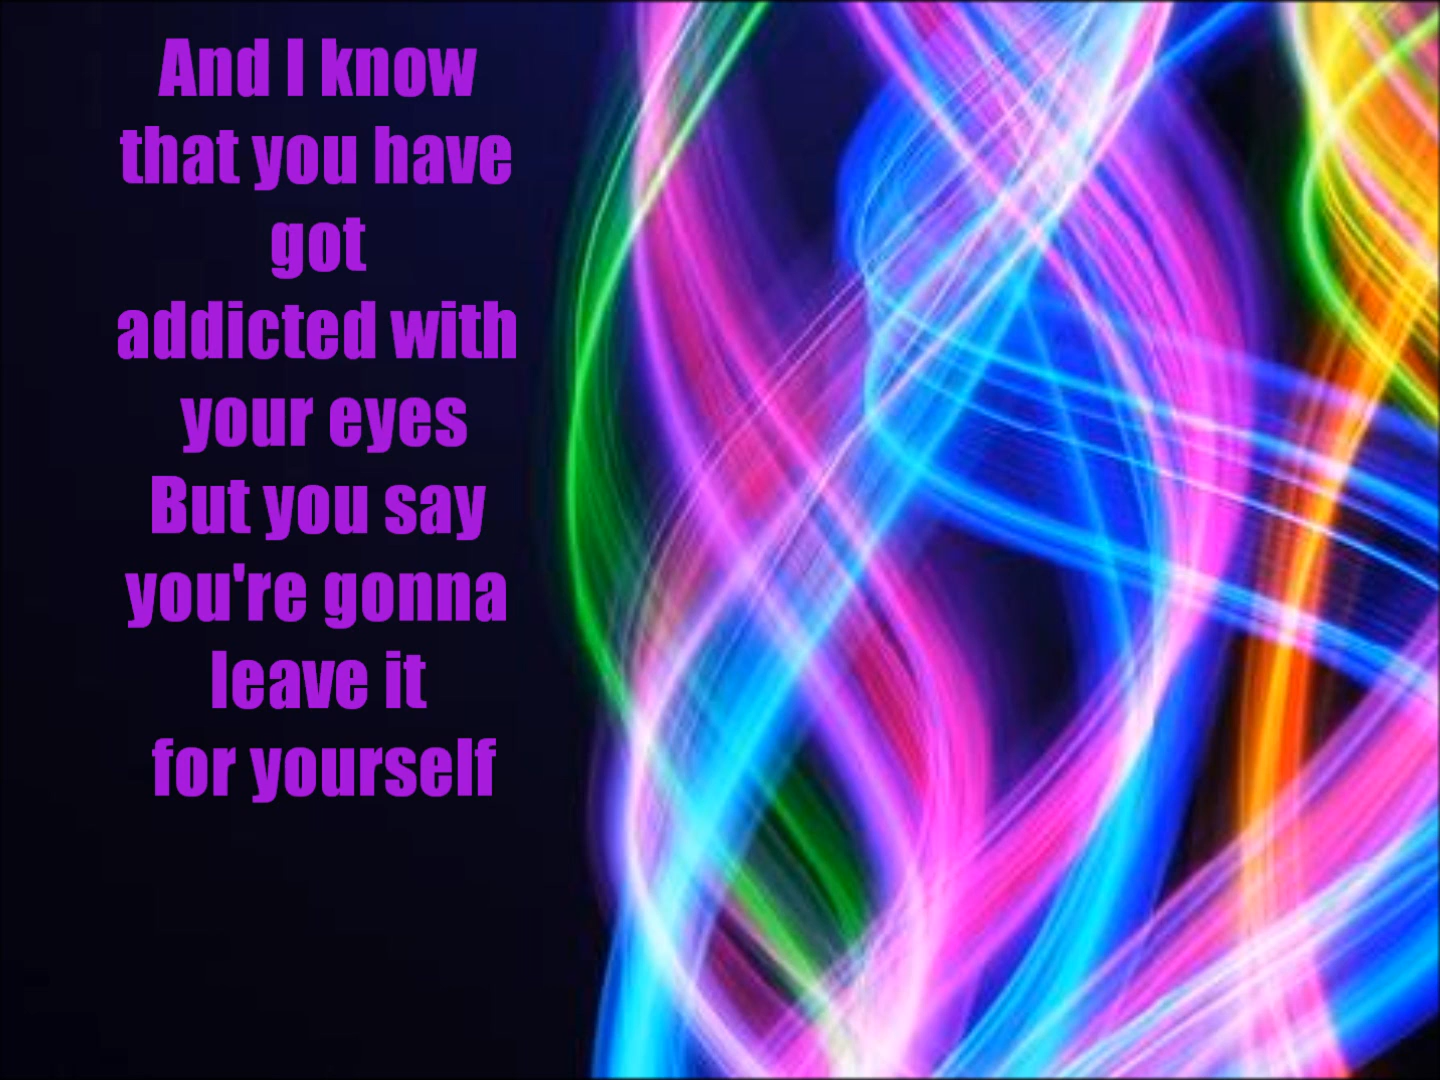 And I know
that you have
got
addicted with
your eyes
But you say
you're gonna
leave it
for yourself